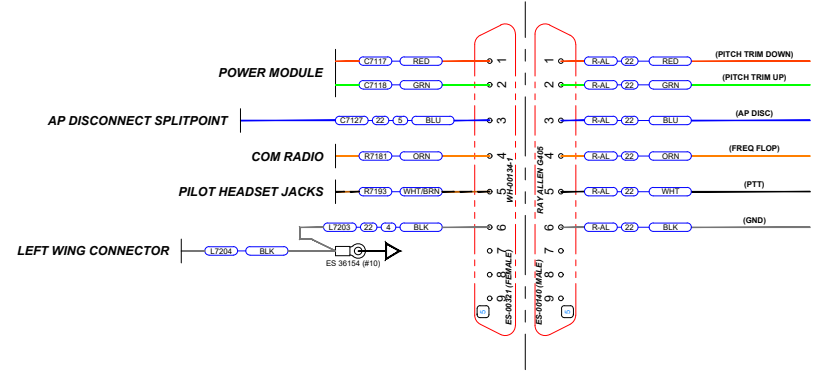 POWER MODULE
C7117 RED 1 1 R-AL 22 RED (PITCH TRIM DOWN)
C7118 GRN 2 2 R-AL 22 GRN (PITCH TRIM UP)
AP DISCONNECT SPLITPOINT C7127 22 5 BLU 3 3 R-AL 22 BLU (AP DISC)
COM RADIO R7181 ORN 4 4 R-AL 22 ORN (FREQ FLOP)
PILOT HEADSET JACKS R7193 WHT/BRN 5 5 R-AL 22 WHT (PTT)
L7203 22 4 BLK 6 6 R-AL 22 BLK (GND)
LEFT WING CONNECTOR L7204 BLK 7 7
ES 36154 (#10)
8 8
9 9
WH-00134-1
RAY ALLEN G405
ES-00321 (FEMALE)
ES-00140 (MALE)
5 5